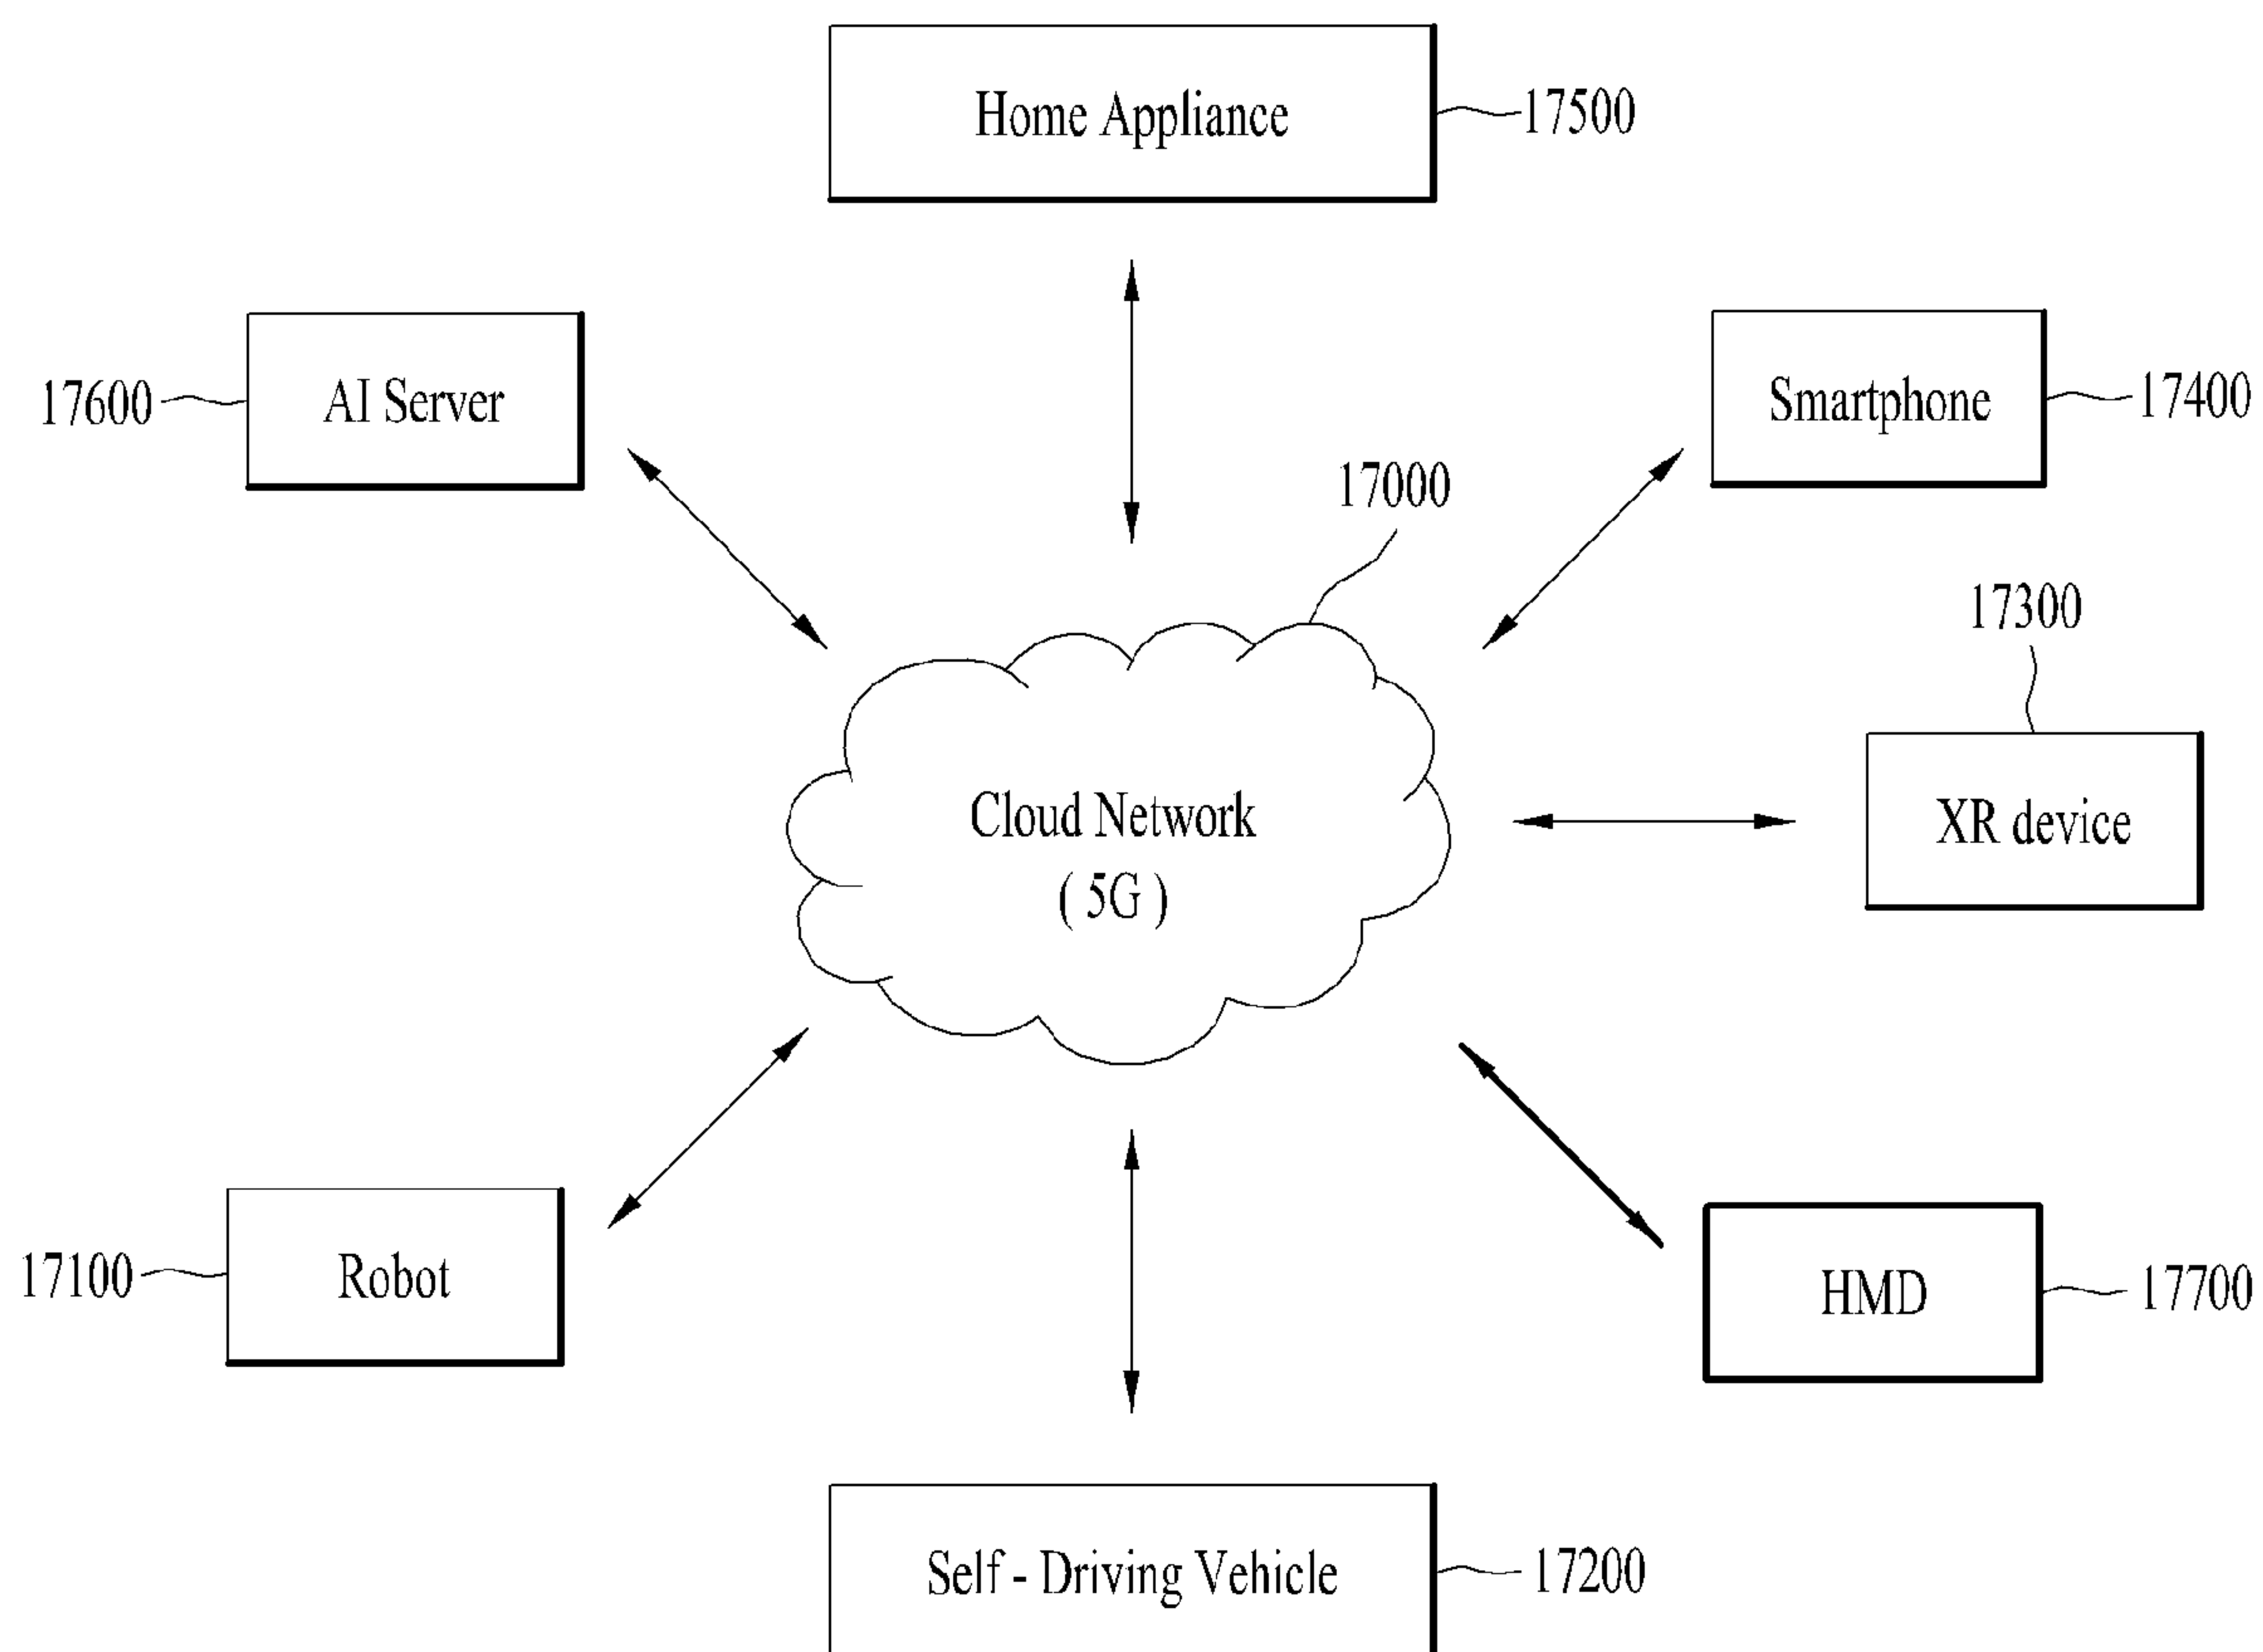 Home Appliance
17500
17600
AI Server
Smartphone
17400
17000
17300
Cloud Network
( 5G )
XR device
17100
Robot
HMD
17700
Self - Driving Vehicle
17200